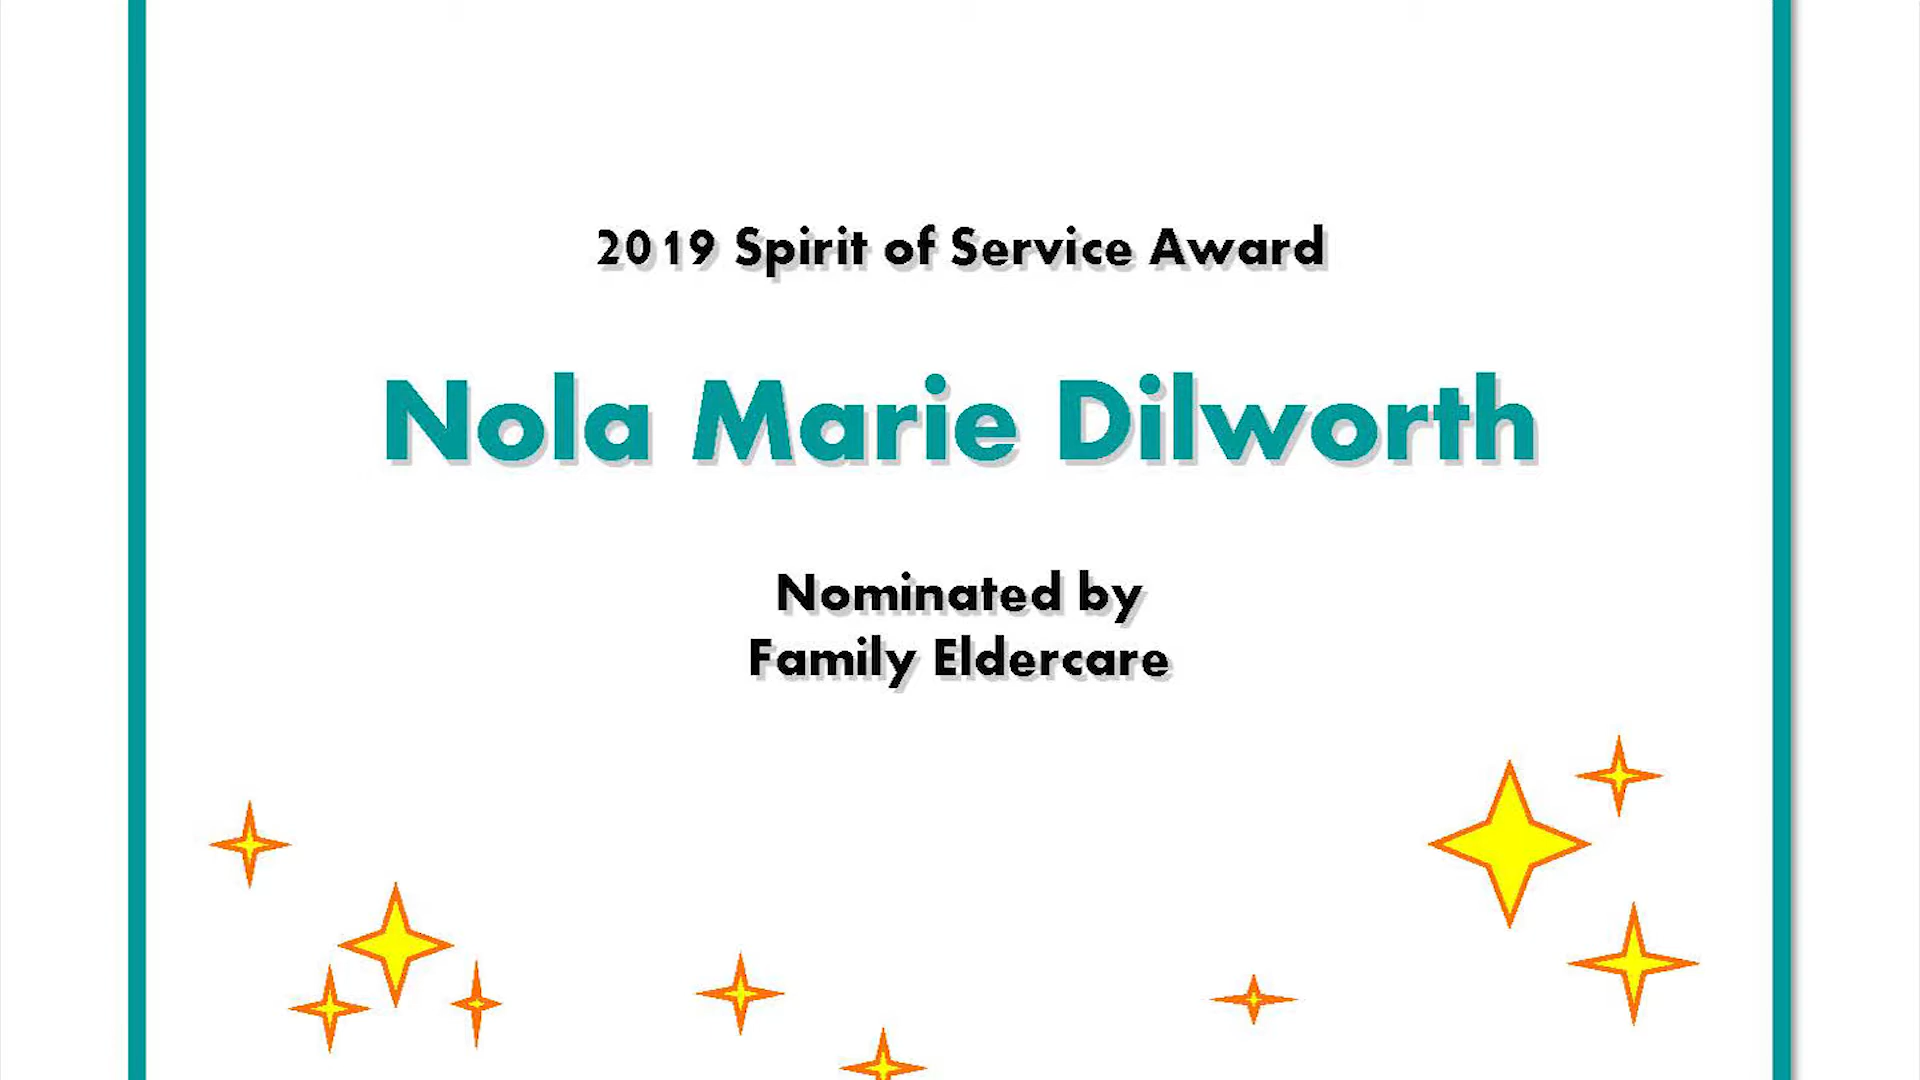 2019 Spirit of Service Award
Nola Marie Dilworth
Nominated by
Family Eldercare